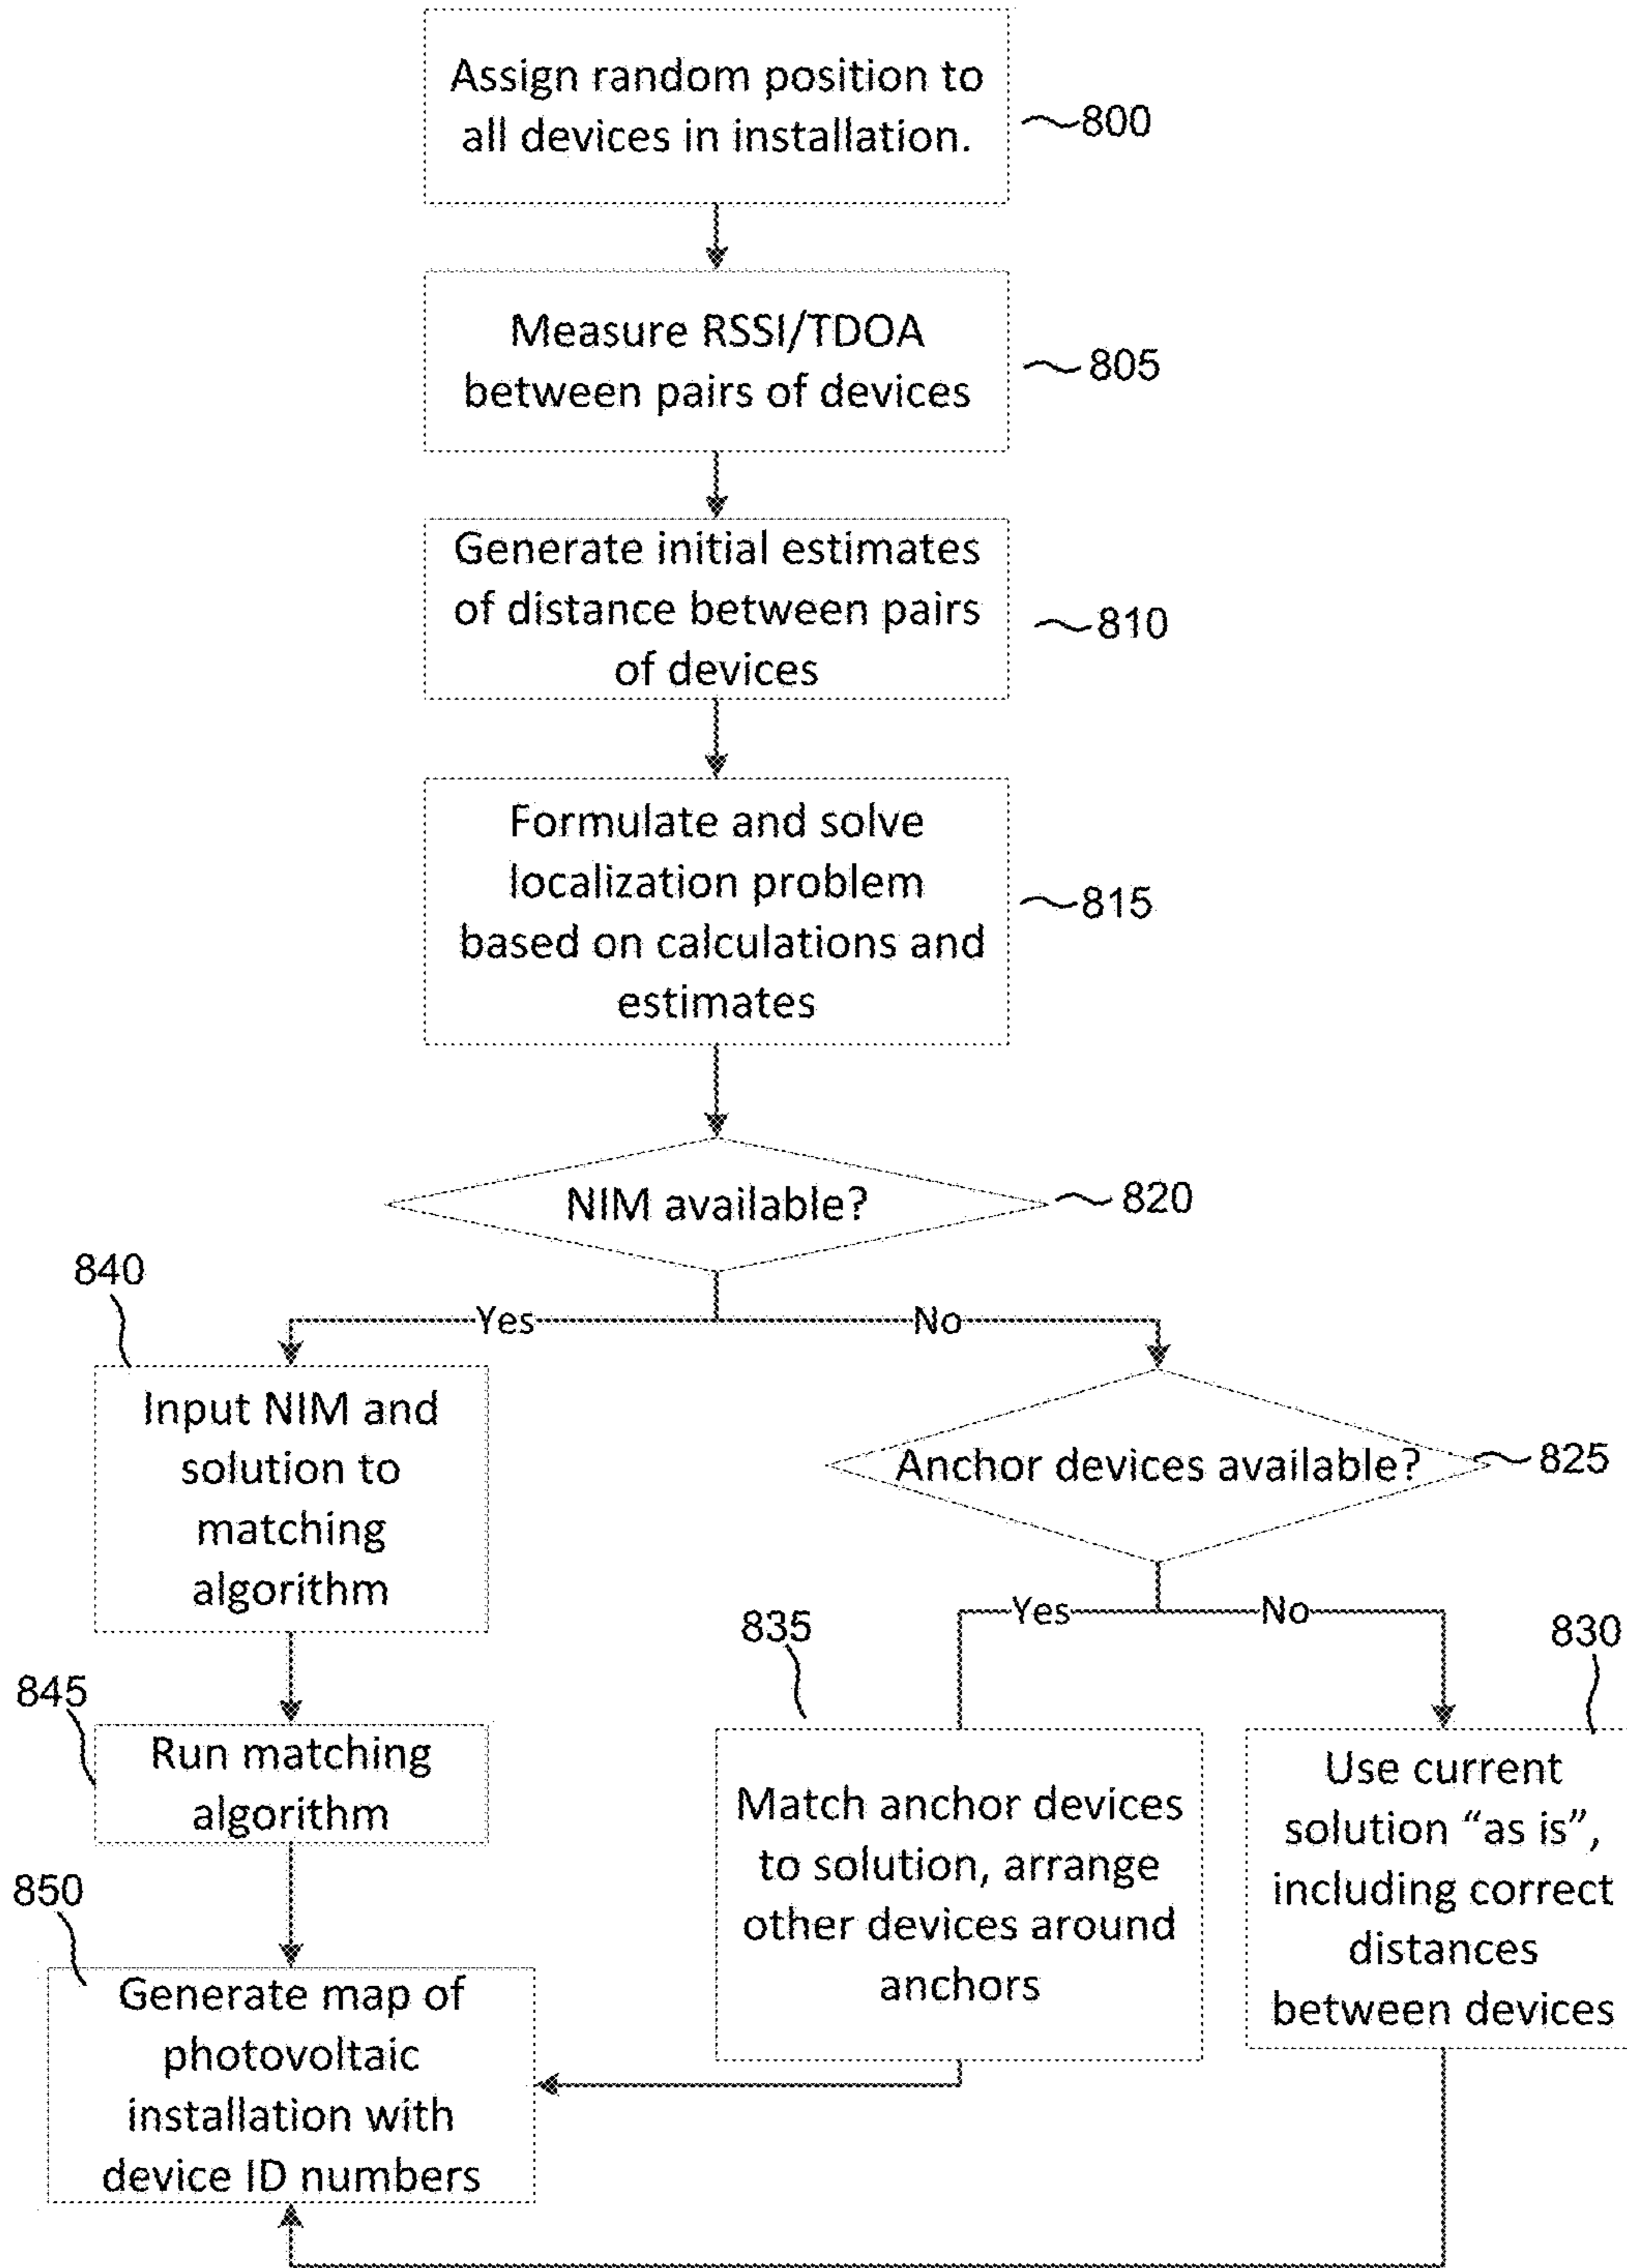 Assign random position to
all devices in installation.
800
Measure RSSI/TDOA
between pairs of devices
805
Generate initial estimates
of distance between pairs
of devices
810
Formulate and solve
localization problem
based on calculations and
estimates
815
NIM available?
820
Yes
No
840
Input NIM and
solution to
matching
algorithm
Anchor devices available?
825
Yes
No
845
Run matching
algorithm
835
Match anchor devices
to solution, arrange
other devices around
anchors
830
Use current
solution “as is”,
including correct
distances
between devices
850
Generate map of
photovoltaic
installation with
device ID numbers